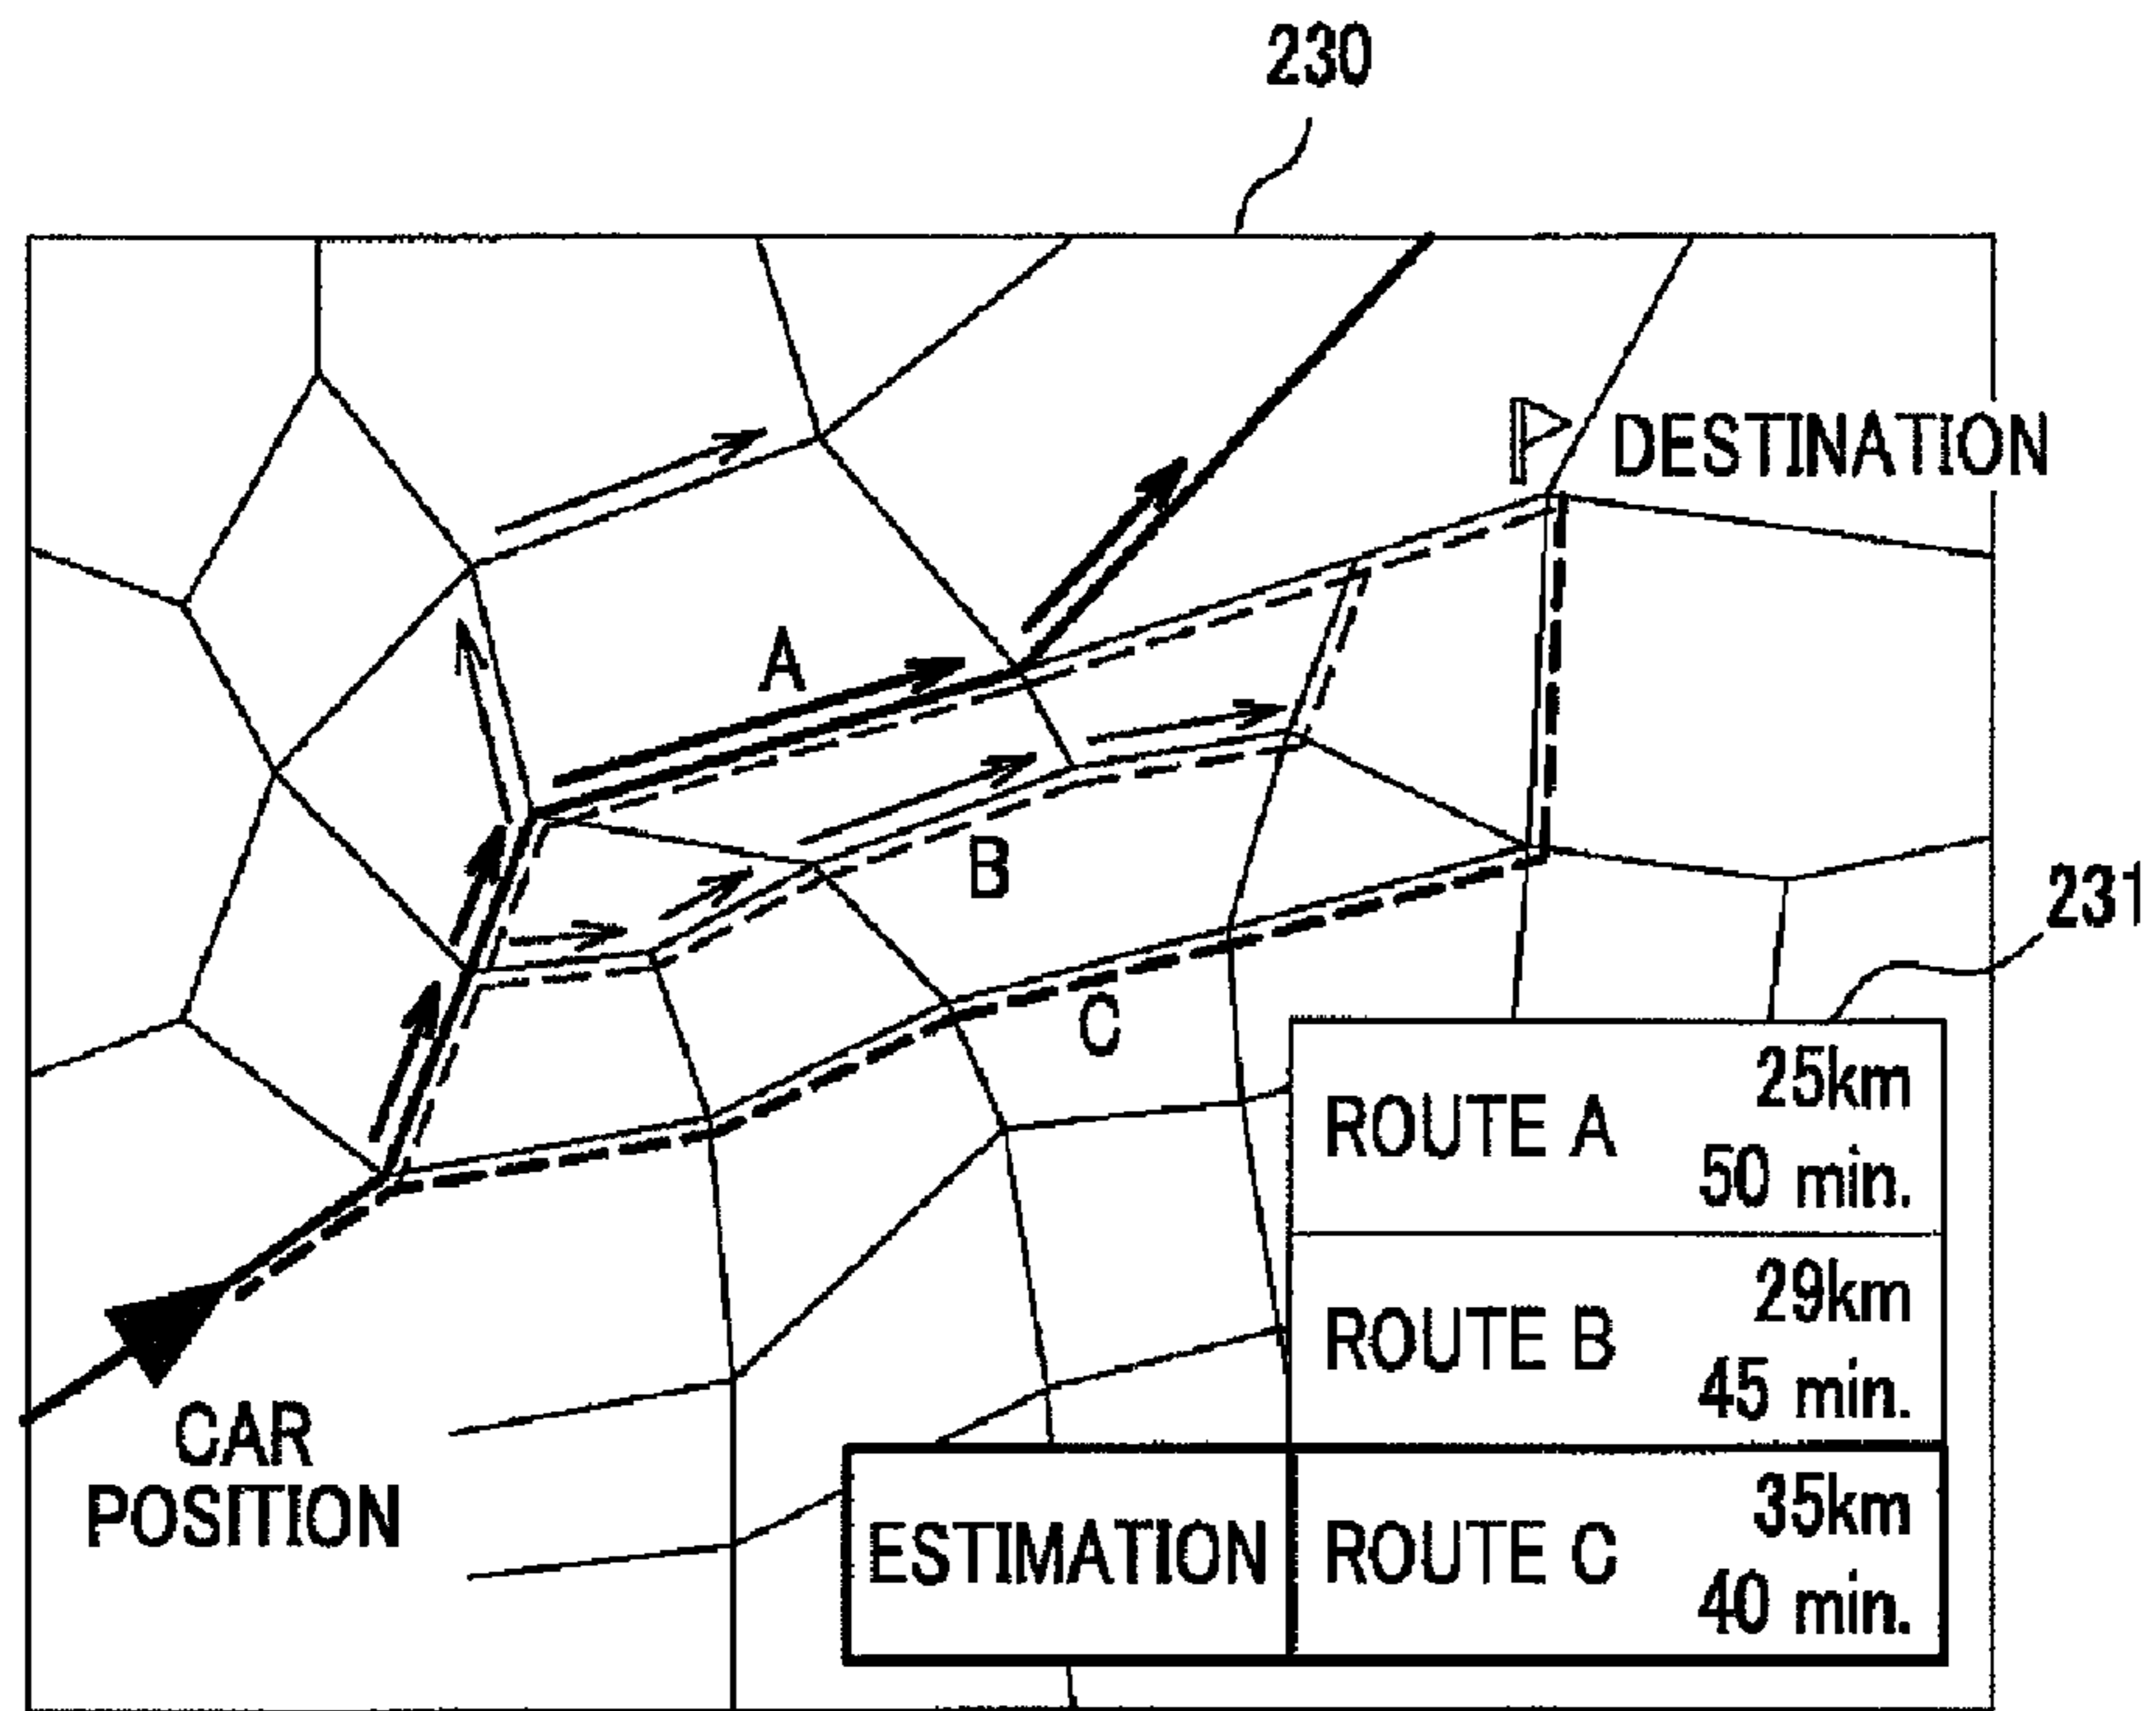 230
DESTINATION
A
B
231
C
25km
ROUTE A
50 min.
29km
ROUTE B
45 min.
CAR
POSITION
35km
ESTIMATION
ROUTE C
40 min.